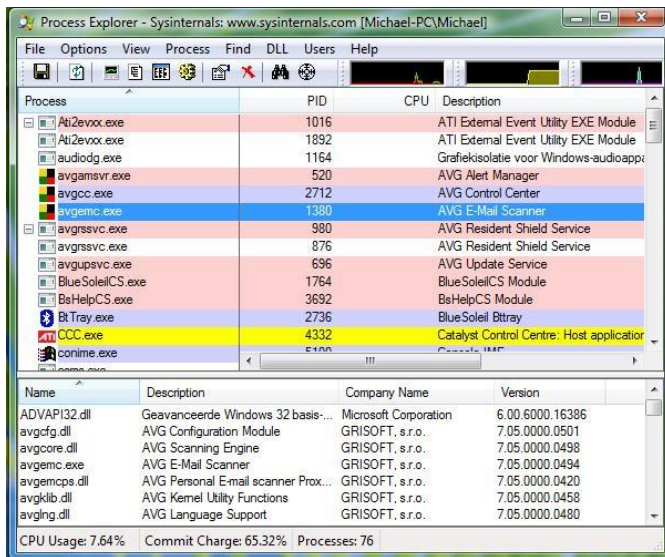 Process Explorer - Sysinternals: www.sysinternals.com [Michael-PC\Michael]
File Options View Process Find DLL Users Help
Process PID CPU Description
Ati2evxx.exe 1016 ATI External Event Utility EXE Module
Ati2evxx.exe 1892 ATI External Event Utility EXE Module
audiodg.exe 1164 Grafiekisolatie voor Windows-audioappa
avgamsvr.exe 520 AVG Alert Manager
avgcc.exe 2712 AVG Control Center
avgemc.exe 1380 AVG E-Mail Scanner
avgrssvc.exe 980 AVG Resident Shield Service
avgrssvc.exe 876 AVG Resident Shield Service
avgupsvc.exe 696 AVG Update Service
BlueSoleilCS.exe 1764 BlueSoleilCS Module
BsHelpCS.exe 3692 BsHelpCS Module
BtTray.exe 2736 BlueSoleil Bttray
ATI CCC.exe 4332 Catalyst Control Centre: Host application
conime.exe 5100 Console IME
Name Description Company Name Version
ADVAPI32.dll Geavanceerde Windows 32 basis-... Microsoft Corporation 6.00.6000.16386
avgcfg.dll AVG Configuration Module GRISOFT, s.r.o. 7.05.0000.0501
avgcore.dll AVG Scanning Engine GRISOFT, s.r.o. 7.05.0000.0498
avgemc.exe AVG E-Mail Scanner GRISOFT, s.r.o. 7.05.0000.0494
avgemcps.dll AVG Personal E-mail scanner Prox... GRISOFT, s.r.o. 7.05.0000.0420
avgklib.dll AVG Kernel Utility Functions GRISOFT, s.r.o. 7.05.0000.0458
avglng.dll AVG Language Support GRISOFT, s.r.o. 7.05.0000.0480
CPU Usage: 7.64% Commit Charge: 65.32% Processes: 76